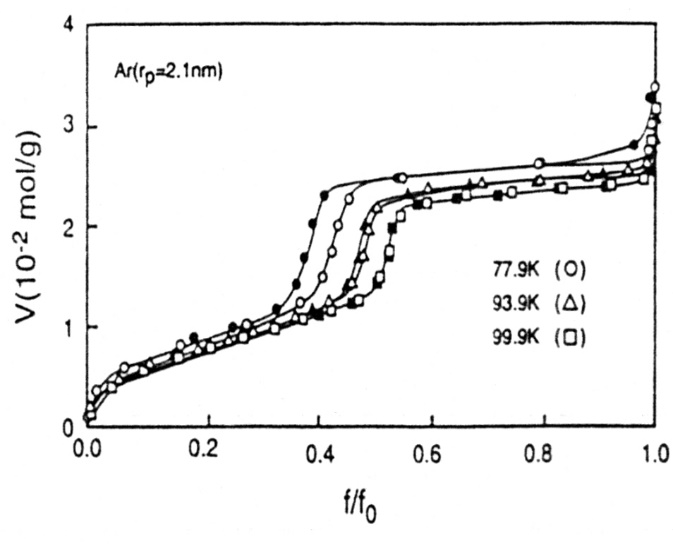 4
3
2
1
0
V(10⁻² mol/g)
Ar(rₚ=2.1nm)
77.9K (○)
93.9K (△)
99.9K (□)
0.0 0.2 0.4 0.6 0.8 1.0
f/f₀